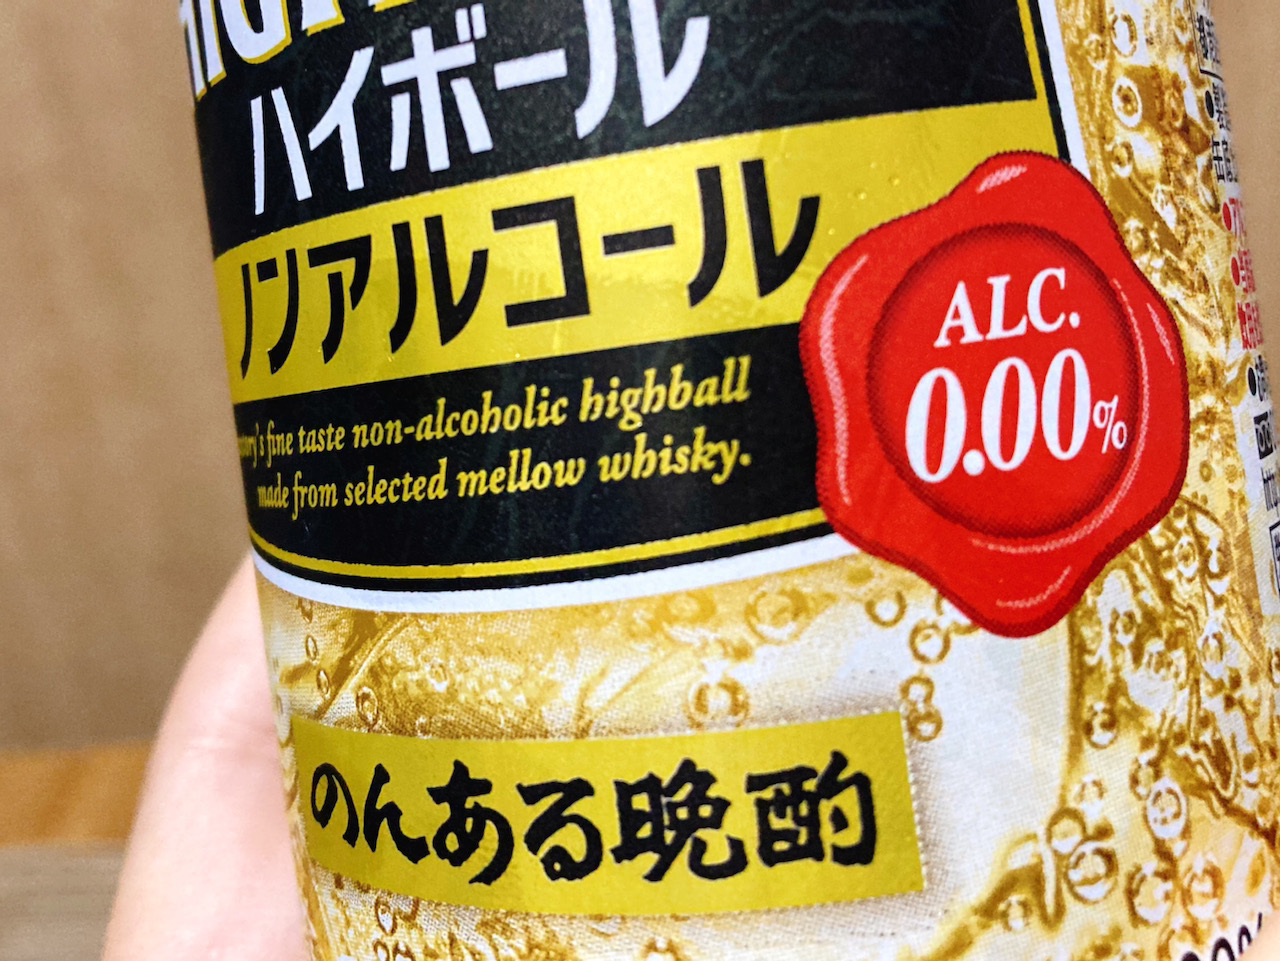 ハイボール
ノンアルコール
fine taste non-alcoholic highball
made from selected mellow whisky.
ALC.
0.00%
のんある晩酌